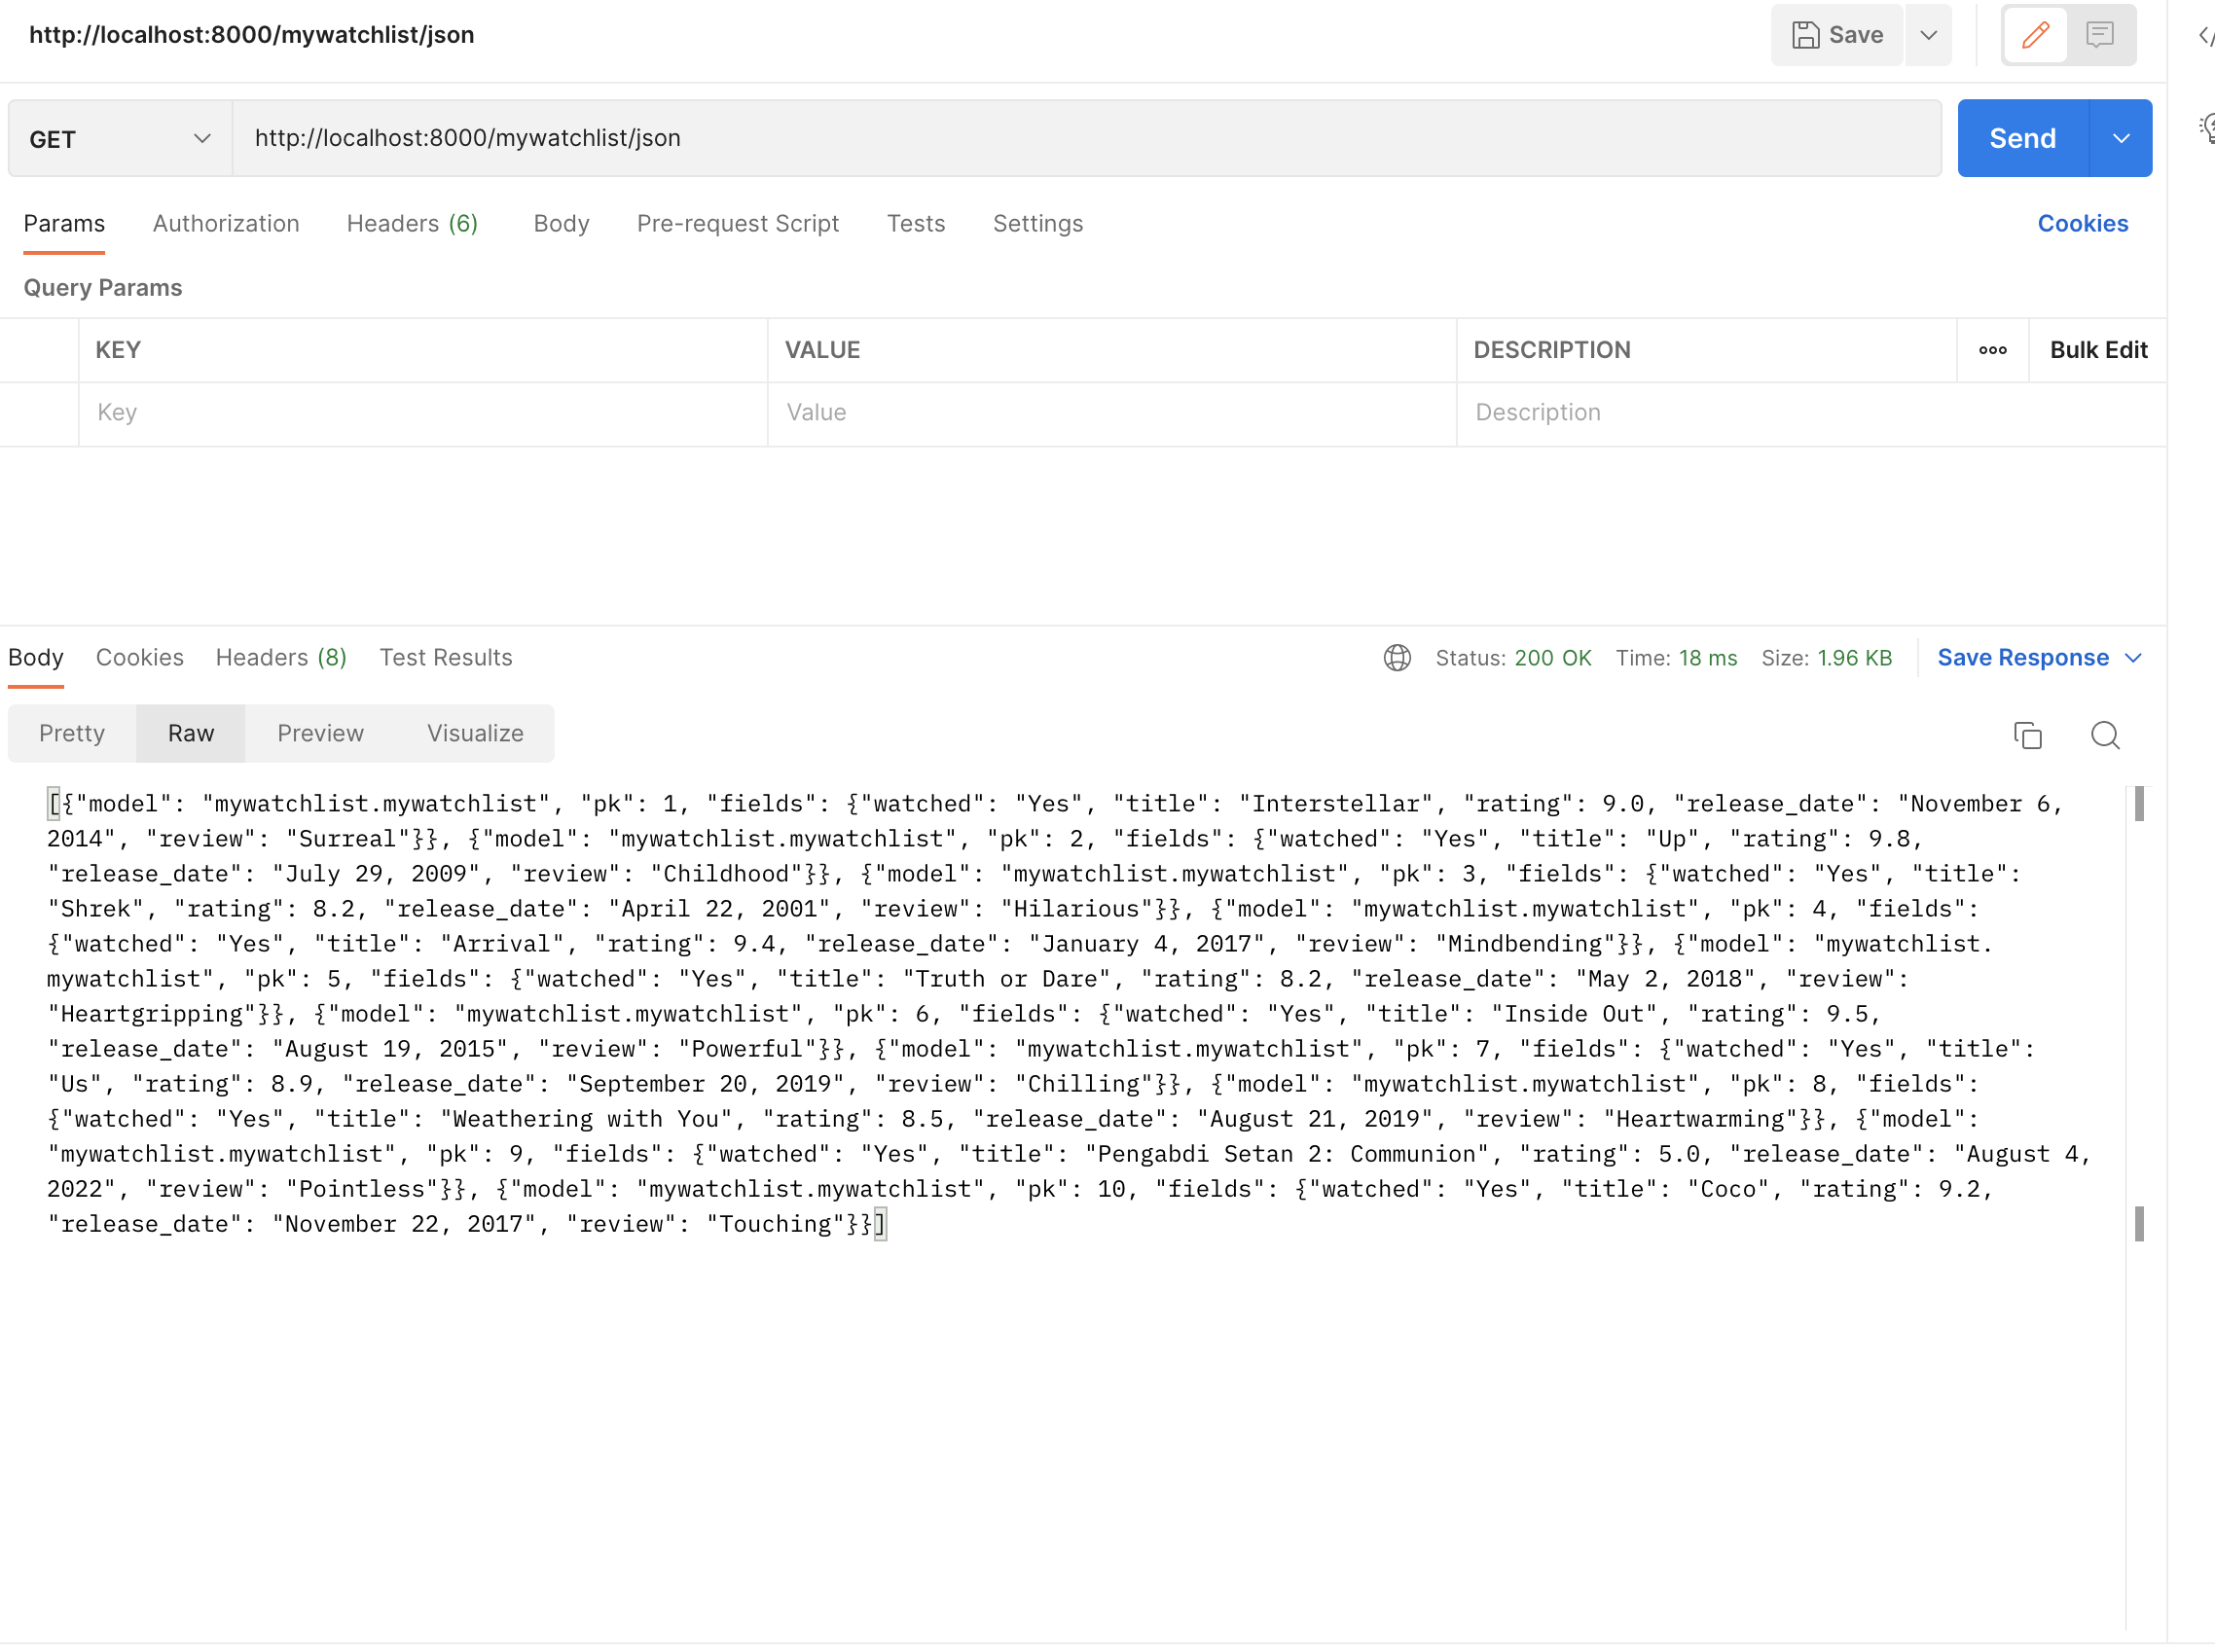 http://localhost:8000/mywatchlist/json
Save
GET
http://localhost:8000/mywatchlist/json
Send
Params Authorization Headers (6) Body Pre-request Script Tests Settings Cookies
Query Params
KEY VALUE DESCRIPTION ooo Bulk Edit
Key Value Description
Body Cookies Headers (8) Test Results Status: 200 OK Time: 18 ms Size: 1.96 KB Save Response
Pretty Raw Preview Visualize
[{"model": "mywatchlist.mywatchlist", "pk": 1, "fields": {"watched": "Yes", "title": "Interstellar", "rating": 9.0, "release_date": "November 6,
2014", "review": "Surreal"}}, {"model": "mywatchlist.mywatchlist", "pk": 2, "fields": {"watched": "Yes", "title": "Up", "rating": 9.8,
"release_date": "July 29, 2009", "review": "Childhood"}}, {"model": "mywatchlist.mywatchlist", "pk": 3, "fields": {"watched": "Yes", "title":
"Shrek", "rating": 8.2, "release_date": "April 22, 2001", "review": "Hilarious"}}, {"model": "mywatchlist.mywatchlist", "pk": 4, "fields":
{"watched": "Yes", "title": "Arrival", "rating": 9.4, "release_date": "January 4, 2017", "review": "Mindbending"}}, {"model": "mywatchlist.
mywatchlist", "pk": 5, "fields": {"watched": "Yes", "title": "Truth or Dare", "rating": 8.2, "release_date": "May 2, 2018", "review":
"Heartgripping"}}, {"model": "mywatchlist.mywatchlist", "pk": 6, "fields": {"watched": "Yes", "title": "Inside Out", "rating": 9.5,
"release_date": "August 19, 2015", "review": "Powerful"}}, {"model": "mywatchlist.mywatchlist", "pk": 7, "fields": {"watched": "Yes", "title":
"Us", "rating": 8.9, "release_date": "September 20, 2019", "review": "Chilling"}}, {"model": "mywatchlist.mywatchlist", "pk": 8, "fields":
{"watched": "Yes", "title": "Weathering with You", "rating": 8.5, "release_date": "August 21, 2019", "review": "Heartwarming"}}, {"model":
"mywatchlist.mywatchlist", "pk": 9, "fields": {"watched": "Yes", "title": "Pengabdi Setan 2: Communion", "rating": 5.0, "release_date": "August 4,
2022", "review": "Pointless"}}, {"model": "mywatchlist.mywatchlist", "pk": 10, "fields": {"watched": "Yes", "title": "Coco", "rating": 9.2,
"release_date": "November 22, 2017", "review": "Touching"}}]